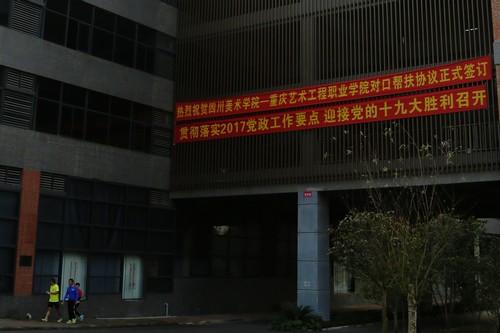 热烈祝贺四川美术学院—重庆艺术工程职业学院对口帮扶协议正式签订
贯彻落实2017党政工作要点 迎接党的十九大胜利召开